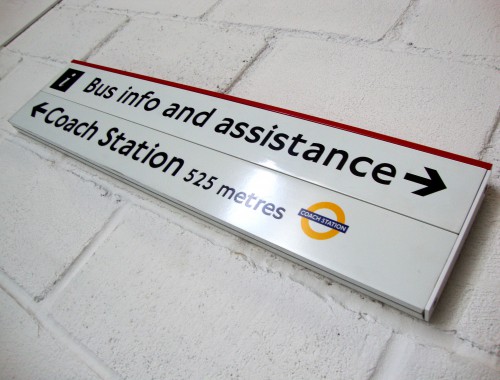 i Bus info and assistance →
← Coach Station 525 metres COACH STATION